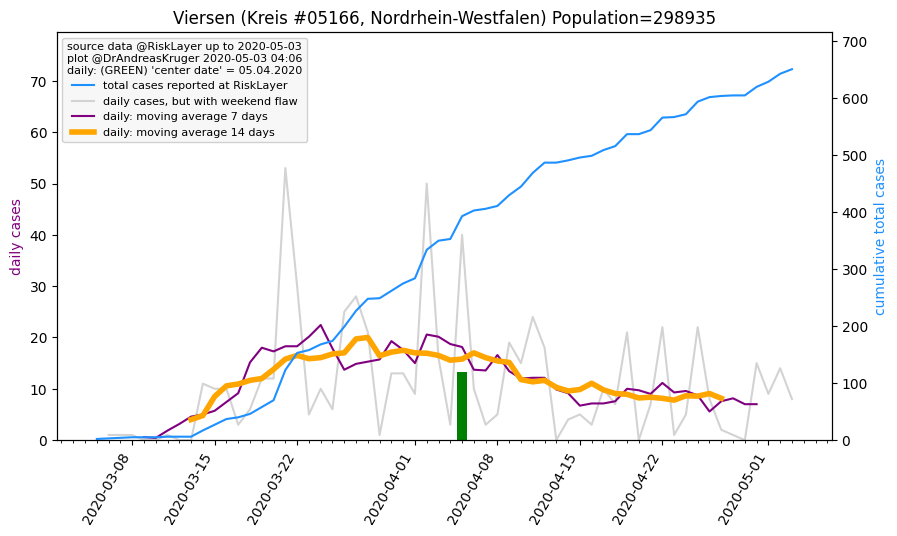 Viersen (Kreis #05166, Nordrhein-Westfalen) Population=298935
source data @RiskLayer up to 2020-05-03
plot @DrAndreasKruger 2020-05-03 04:06
daily: (GREEN) 'center date' = 05.04.2020
total cases reported at RiskLayer
daily cases, but with weekend flaw
daily: moving average 7 days
daily: moving average 14 days
daily cases
70
60
50
40
30
20
10
0
cumulative total cases
700
600
500
400
300
200
100
0
2020-03-08
2020-03-15
2020-03-22
2020-04-01
2020-04-08
2020-04-15
2020-04-22
2020-05-01